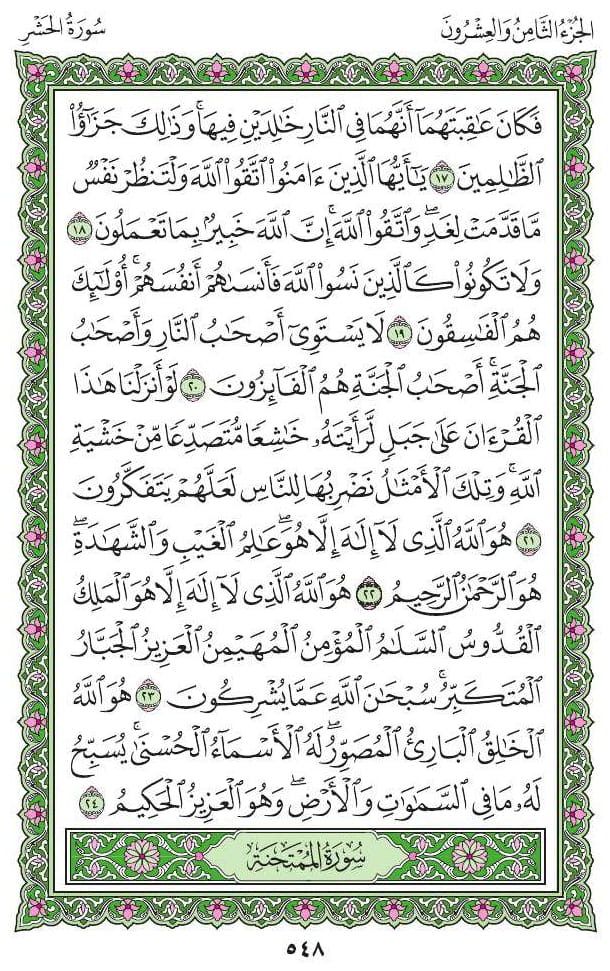 الجُزْءُ الثَّامِنُ وَالعِشْرُونَ سُورَةُ الحَشْرِ
فَكَانَ عَٰقِبَتَهُمَآ أَنَّهُمَا فِي ٱلنَّارِ خَٰلِدَيْنِ فِيهَاۚ وَذَٰلِكَ جَزَٰٓؤُاْ
ٱلظَّٰلِمِينَ ١٧ يَٰٓأَيُّهَا ٱلَّذِينَ ءَامَنُواْ ٱتَّقُواْ ٱللَّهَ وَلْتَنظُرْ نَفْسٌ
مَّا قَدَّمَتْ لِغَدٍۖ وَٱتَّقُواْ ٱللَّهَۚ إِنَّ ٱللَّهَ خَبِيرُۢ بِمَا تَعْمَلُونَ ١٨
وَلَا تَكُونُواْ كَٱلَّذِينَ نَسُواْ ٱللَّهَ فَأَنسَىٰهُمْ أَنفُسَهُمْۚ أُوْلَٰٓئِكَ
هُمُ ٱلْفَٰسِقُونَ ١٩ لَا يَسْتَوِيٓ أَصْحَٰبُ ٱلنَّارِ وَأَصْحَٰبُ
ٱلْجَنَّةِۚ أَصْحَٰبُ ٱلْجَنَّةِ هُمُ ٱلْفَآئِزُونَ ٢٠ لَوْ أَنزَلْنَا هَٰذَا
ٱلْقُرْءَانَ عَلَىٰ جَبَلٍ لَّرَأَيْتَهُۥ خَٰشِعًا مُّتَصَدِّعًا مِّنْ خَشْيَةِ
ٱللَّهِۚ وَتِلْكَ ٱلْأَمْثَٰلُ نَضْرِبُهَا لِلنَّاسِ لَعَلَّهُمْ يَتَفَكَّرُونَ
٢١ هُوَ ٱللَّهُ ٱلَّذِي لَآ إِلَٰهَ إِلَّا هُوَۖ عَٰلِمُ ٱلْغَيْبِ وَٱلشَّهَٰدَةِۖ
هُوَ ٱلرَّحْمَٰنُ ٱلرَّحِيمُ ٢٢ هُوَ ٱللَّهُ ٱلَّذِي لَآ إِلَٰهَ إِلَّا هُوَ ٱلْمَلِكُ
ٱلْقُدُّوسُ ٱلسَّلَٰمُ ٱلْمُؤْمِنُ ٱلْمُهَيْمِنُ ٱلْعَزِيزُ ٱلْجَبَّارُ
ٱلْمُتَكَبِّرُۚ سُبْحَٰنَ ٱللَّهِ عَمَّا يُشْرِكُونَ ٢٣ هُوَ ٱللَّهُ
ٱلْخَٰلِقُ ٱلْبَارِئُ ٱلْمُصَوِّرُۖ لَهُ ٱلْأَسْمَآءُ ٱلْحُسْنَىٰۚ يُسَبِّحُ
لَهُۥ مَا فِي ٱلسَّمَٰوَٰتِ وَٱلْأَرْضِۖ وَهُوَ ٱلْعَزِيزُ ٱلْحَكِيمُ ٢٤
سُورَةُ المُمْتَحنَةِ
٥٤٨